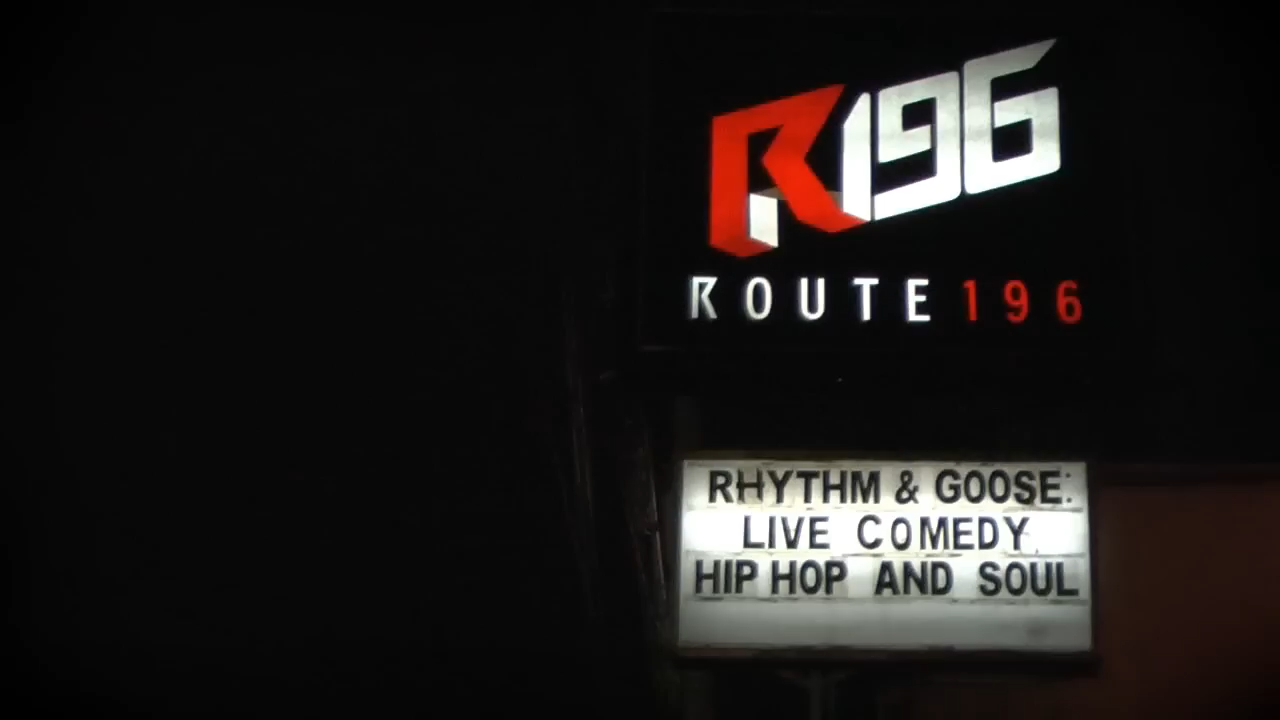 R196
ROUTE 196
RHYTHM & GOOSE:
LIVE COMEDY,
HIP HOP AND SOUL